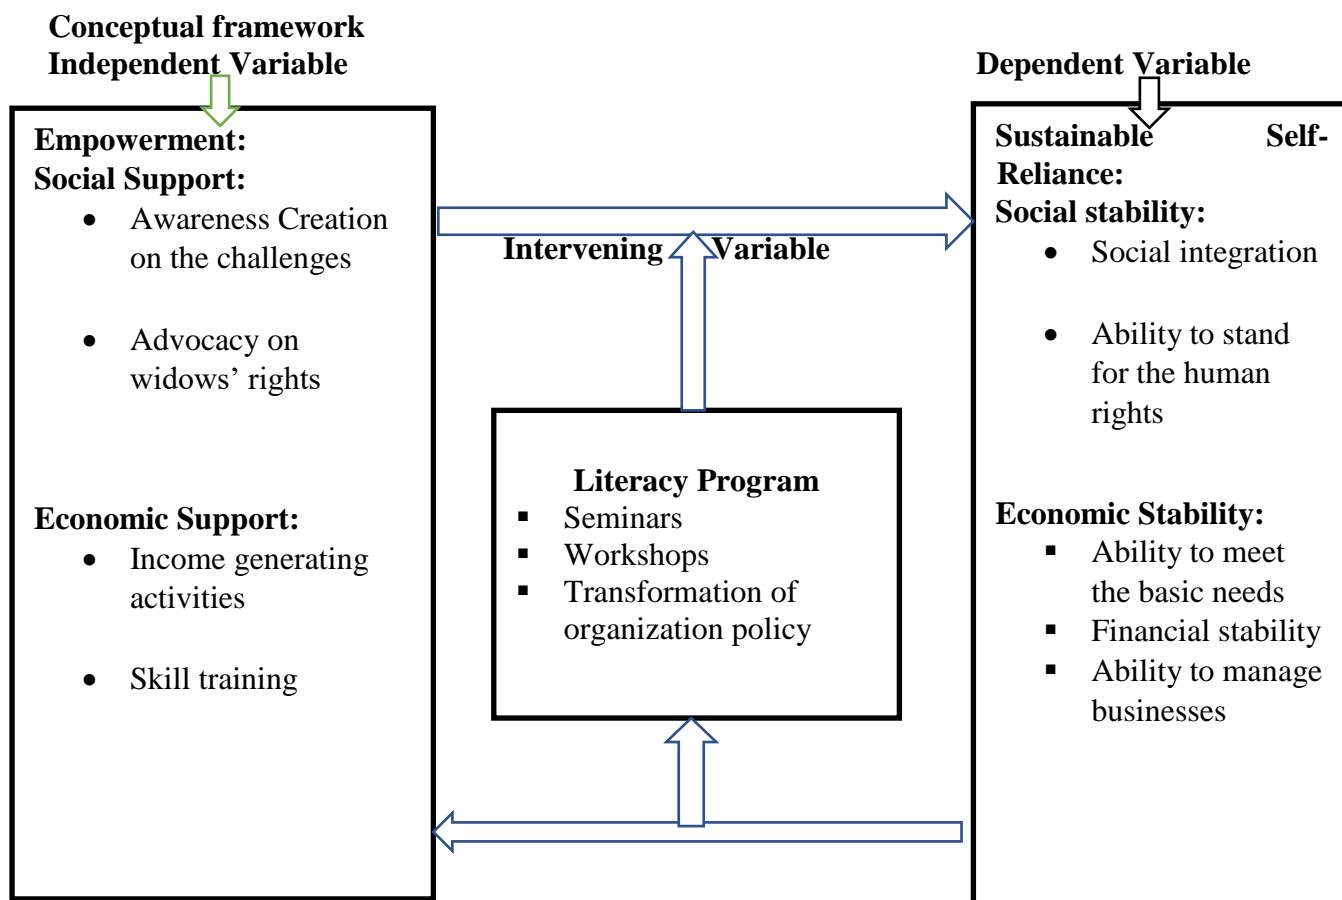 Conceptual framework
Independent Variable
Dependent Variable
Empowerment:
Social Support:
• Awareness Creation
on the challenges
• Advocacy on
widows’ rights
Economic Support:
• Income generating
activities
• Skill training
Intervening Variable
Literacy Program
▪ Seminars
▪ Workshops
▪ Transformation of
organization policy
Sustainable Self-
Reliance:
Social stability:
• Social integration
• Ability to stand
for the human
rights
Economic Stability:
▪ Ability to meet
the basic needs
▪ Financial stability
▪ Ability to manage
businesses